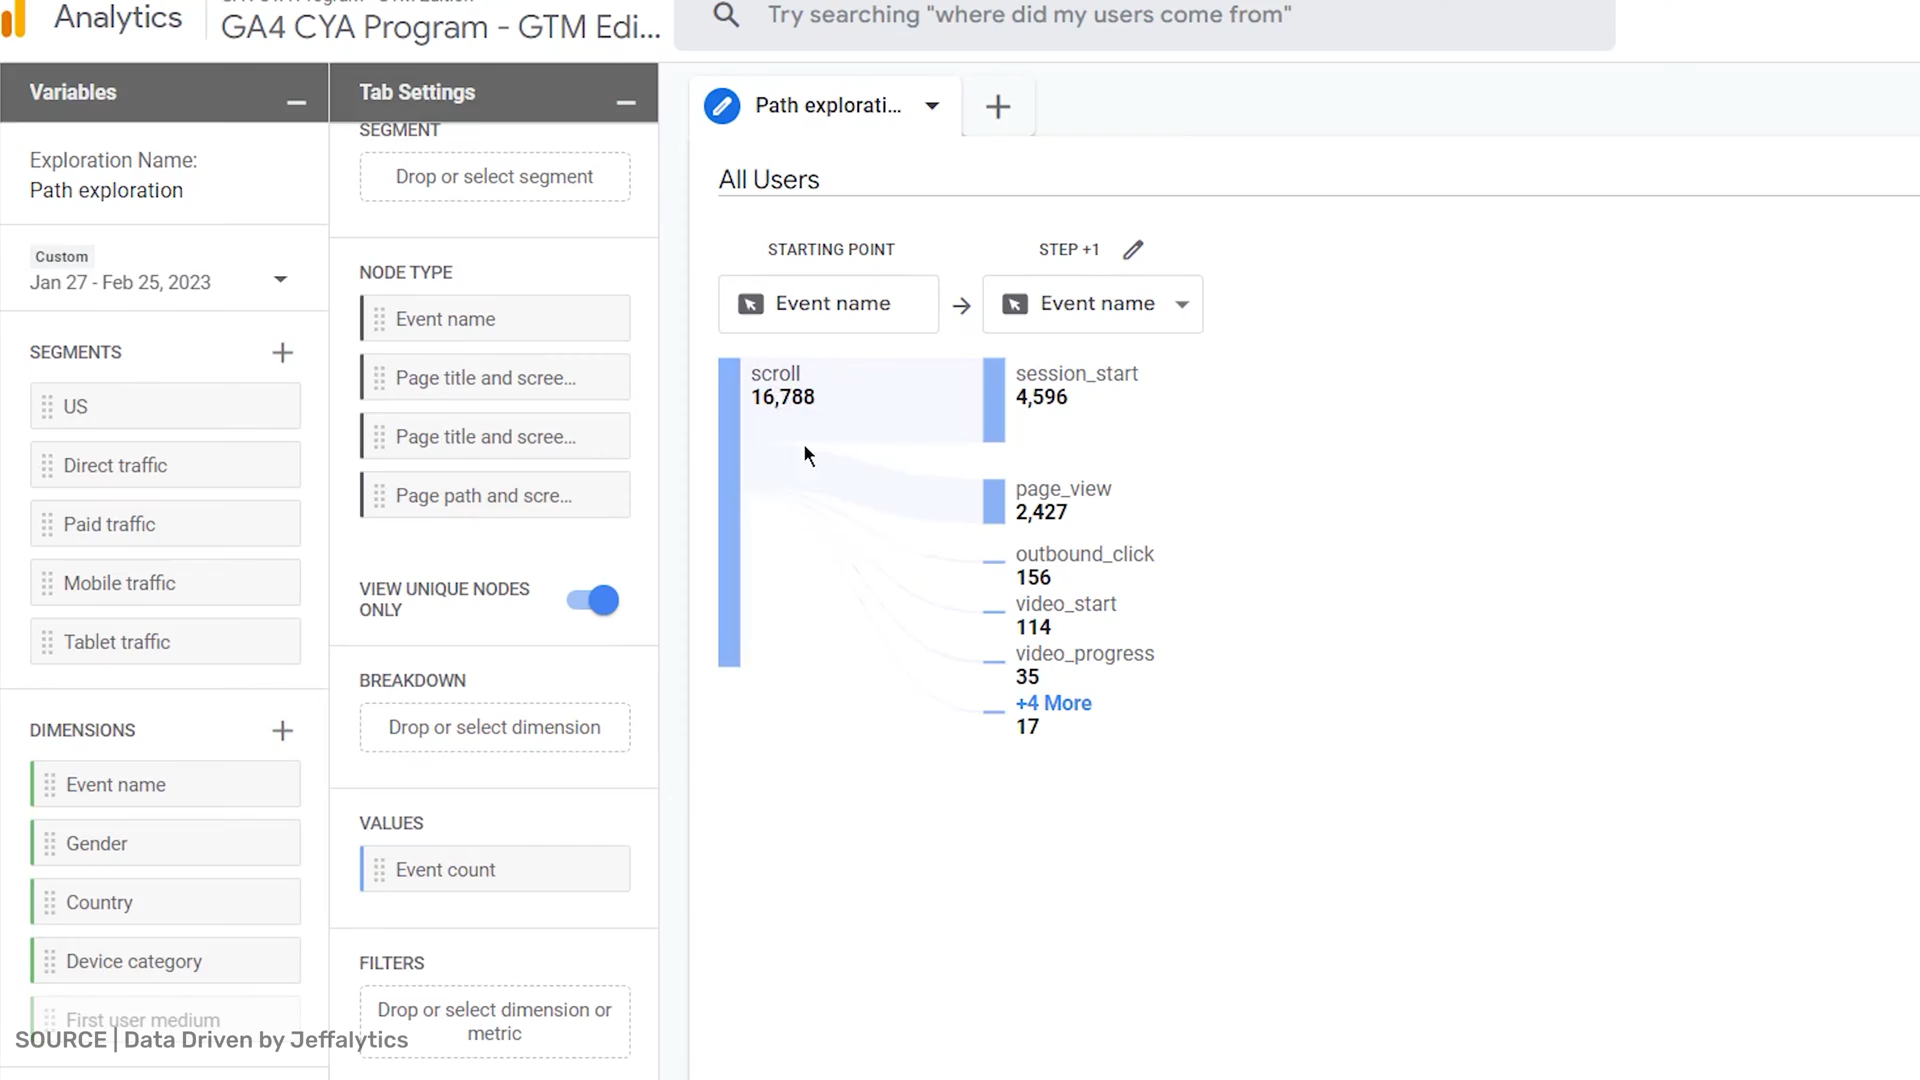 Analytics
GA4 CYA Program - GTM Edi...
Try searching "where did my users come from"
Variables
Exploration Name:
Path exploration
Custom
Jan 27 - Feb 25, 2023
SEGMENTS
US
Direct traffic
Paid traffic
Mobile traffic
Tablet traffic
DIMENSIONS
Event name
Gender
Country
Device category
First user medium
Tab Settings
SEGMENT
Drop or select segment
NODE TYPE
Event name
Page title and scree...
Page title and scree...
Page path and scre...
VIEW UNIQUE NODES
ONLY
BREAKDOWN
Drop or select dimension
VALUES
Event count
FILTERS
Drop or select dimension or
metric
Path explorati...
All Users
STARTING POINT
STEP +1
Event name
Event name
scroll
16,788
session_start
4,596
page_view
2,427
outbound_click
156
video_start
114
video_progress
35
+4 More
17
SOURCE | Data Driven by Jeffalytics